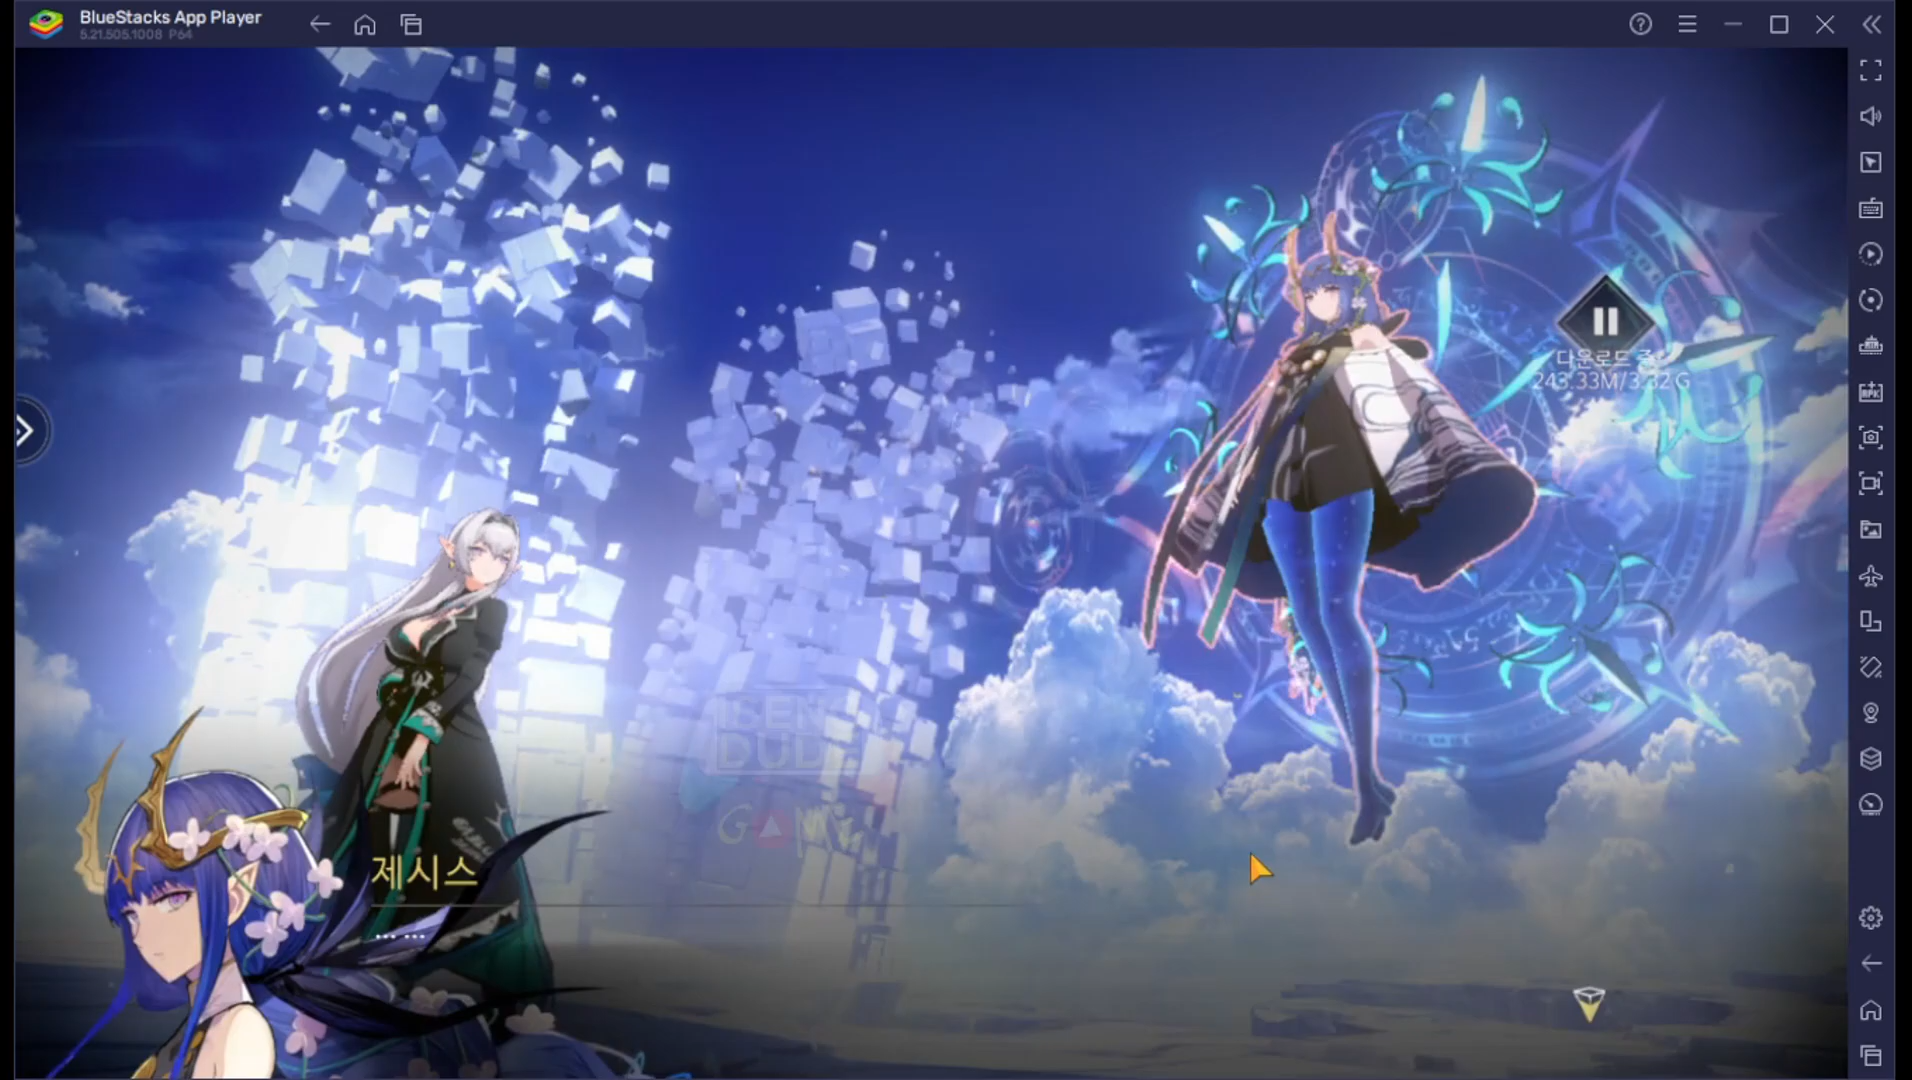 BlueStacks App Player
5.21.505.1008 P64
다운로드 중
243.33M/3.32 G
제시스
... ...